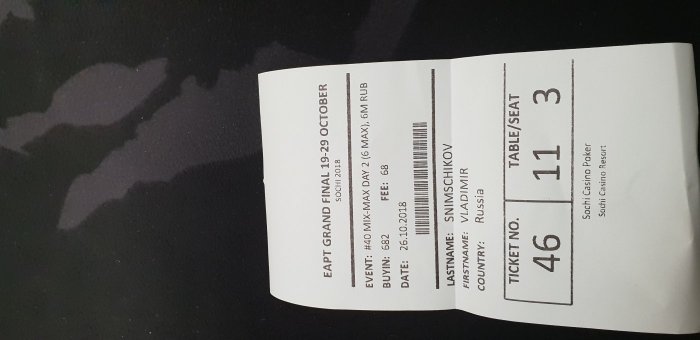 EAPT GRAND FINAL 19-29 OCTOBER
SOCHI 2018
EVENT: #40 MIX-MAX DAY 2 (6 MAX), 6M RUB
BUYIN: 682 FEE: 68
DATE: 26.10.2018
LASTNAME: SNIMSCHIKOV
FIRSTNAME: VLADIMIR
COUNTRY: Russia
TICKET NO. TABLE/SEAT
46 11 3
Sochi Casino Poker
Sochi Casino Resort